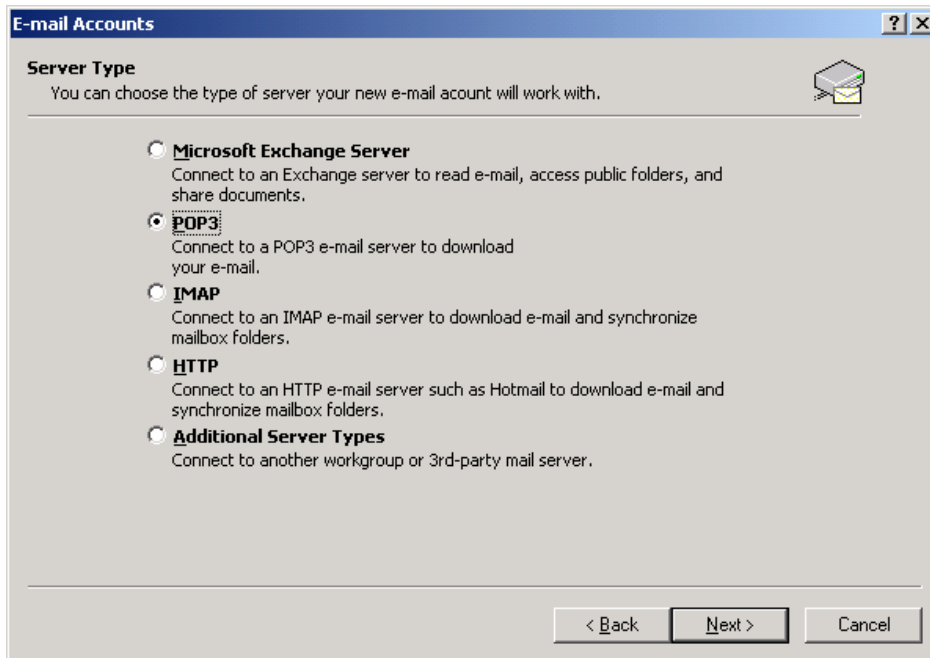 E-mail Accounts
Server Type
You can choose the type of server your new e-mail acount will work with.
Microsoft Exchange Server
Connect to an Exchange server to read e-mail, access public folders, and
share documents.
POP3
Connect to a POP3 e-mail server to download
your e-mail.
IMAP
Connect to an IMAP e-mail server to download e-mail and synchronize
mailbox folders.
HTTP
Connect to an HTTP e-mail server such as Hotmail to download e-mail and
synchronize mailbox folders.
Additional Server Types
Connect to another workgroup or 3rd-party mail server.
< Back Next > Cancel